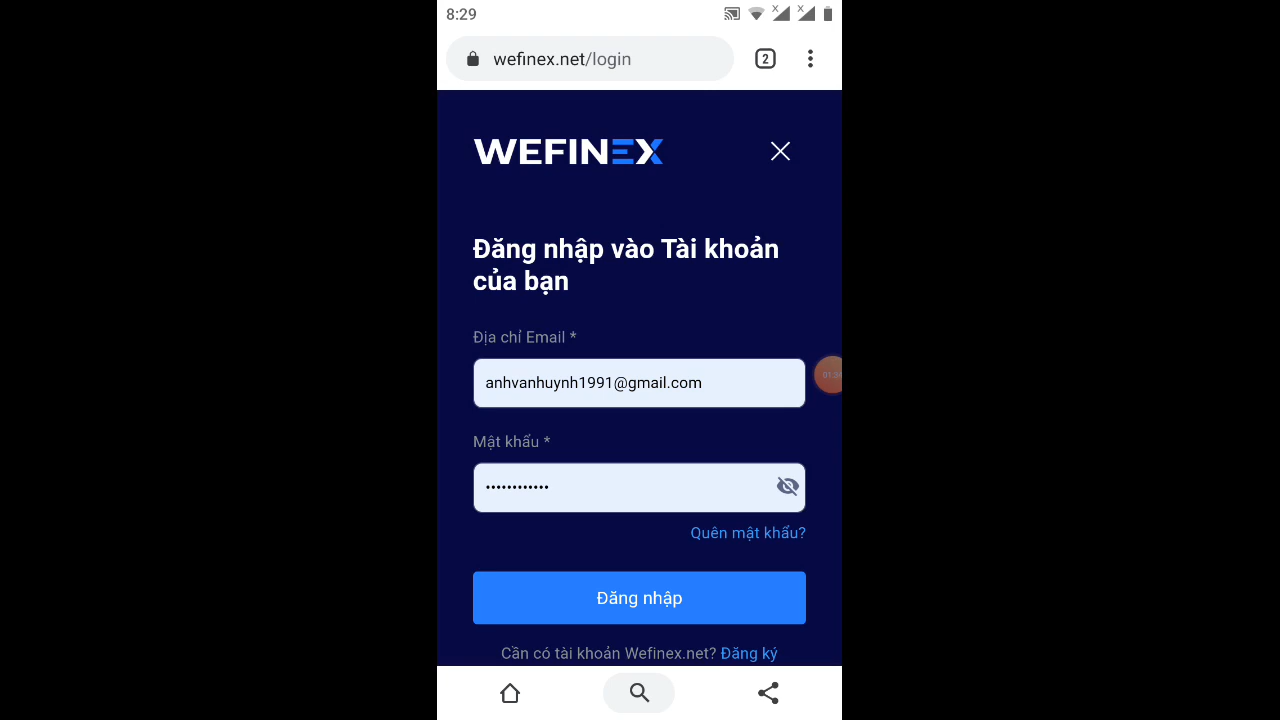 8:29
wefinex.net/login
2
WEFINEX
Đăng nhập vào Tài khoản
của bạn
Địa chỉ Email *
anhvanhuynh1991@gmail.com
Mật khẩu *
••••••••••••
Quên mật khẩu?
Đăng nhập
Cần có tài khoản Wefinex.net? Đăng ký